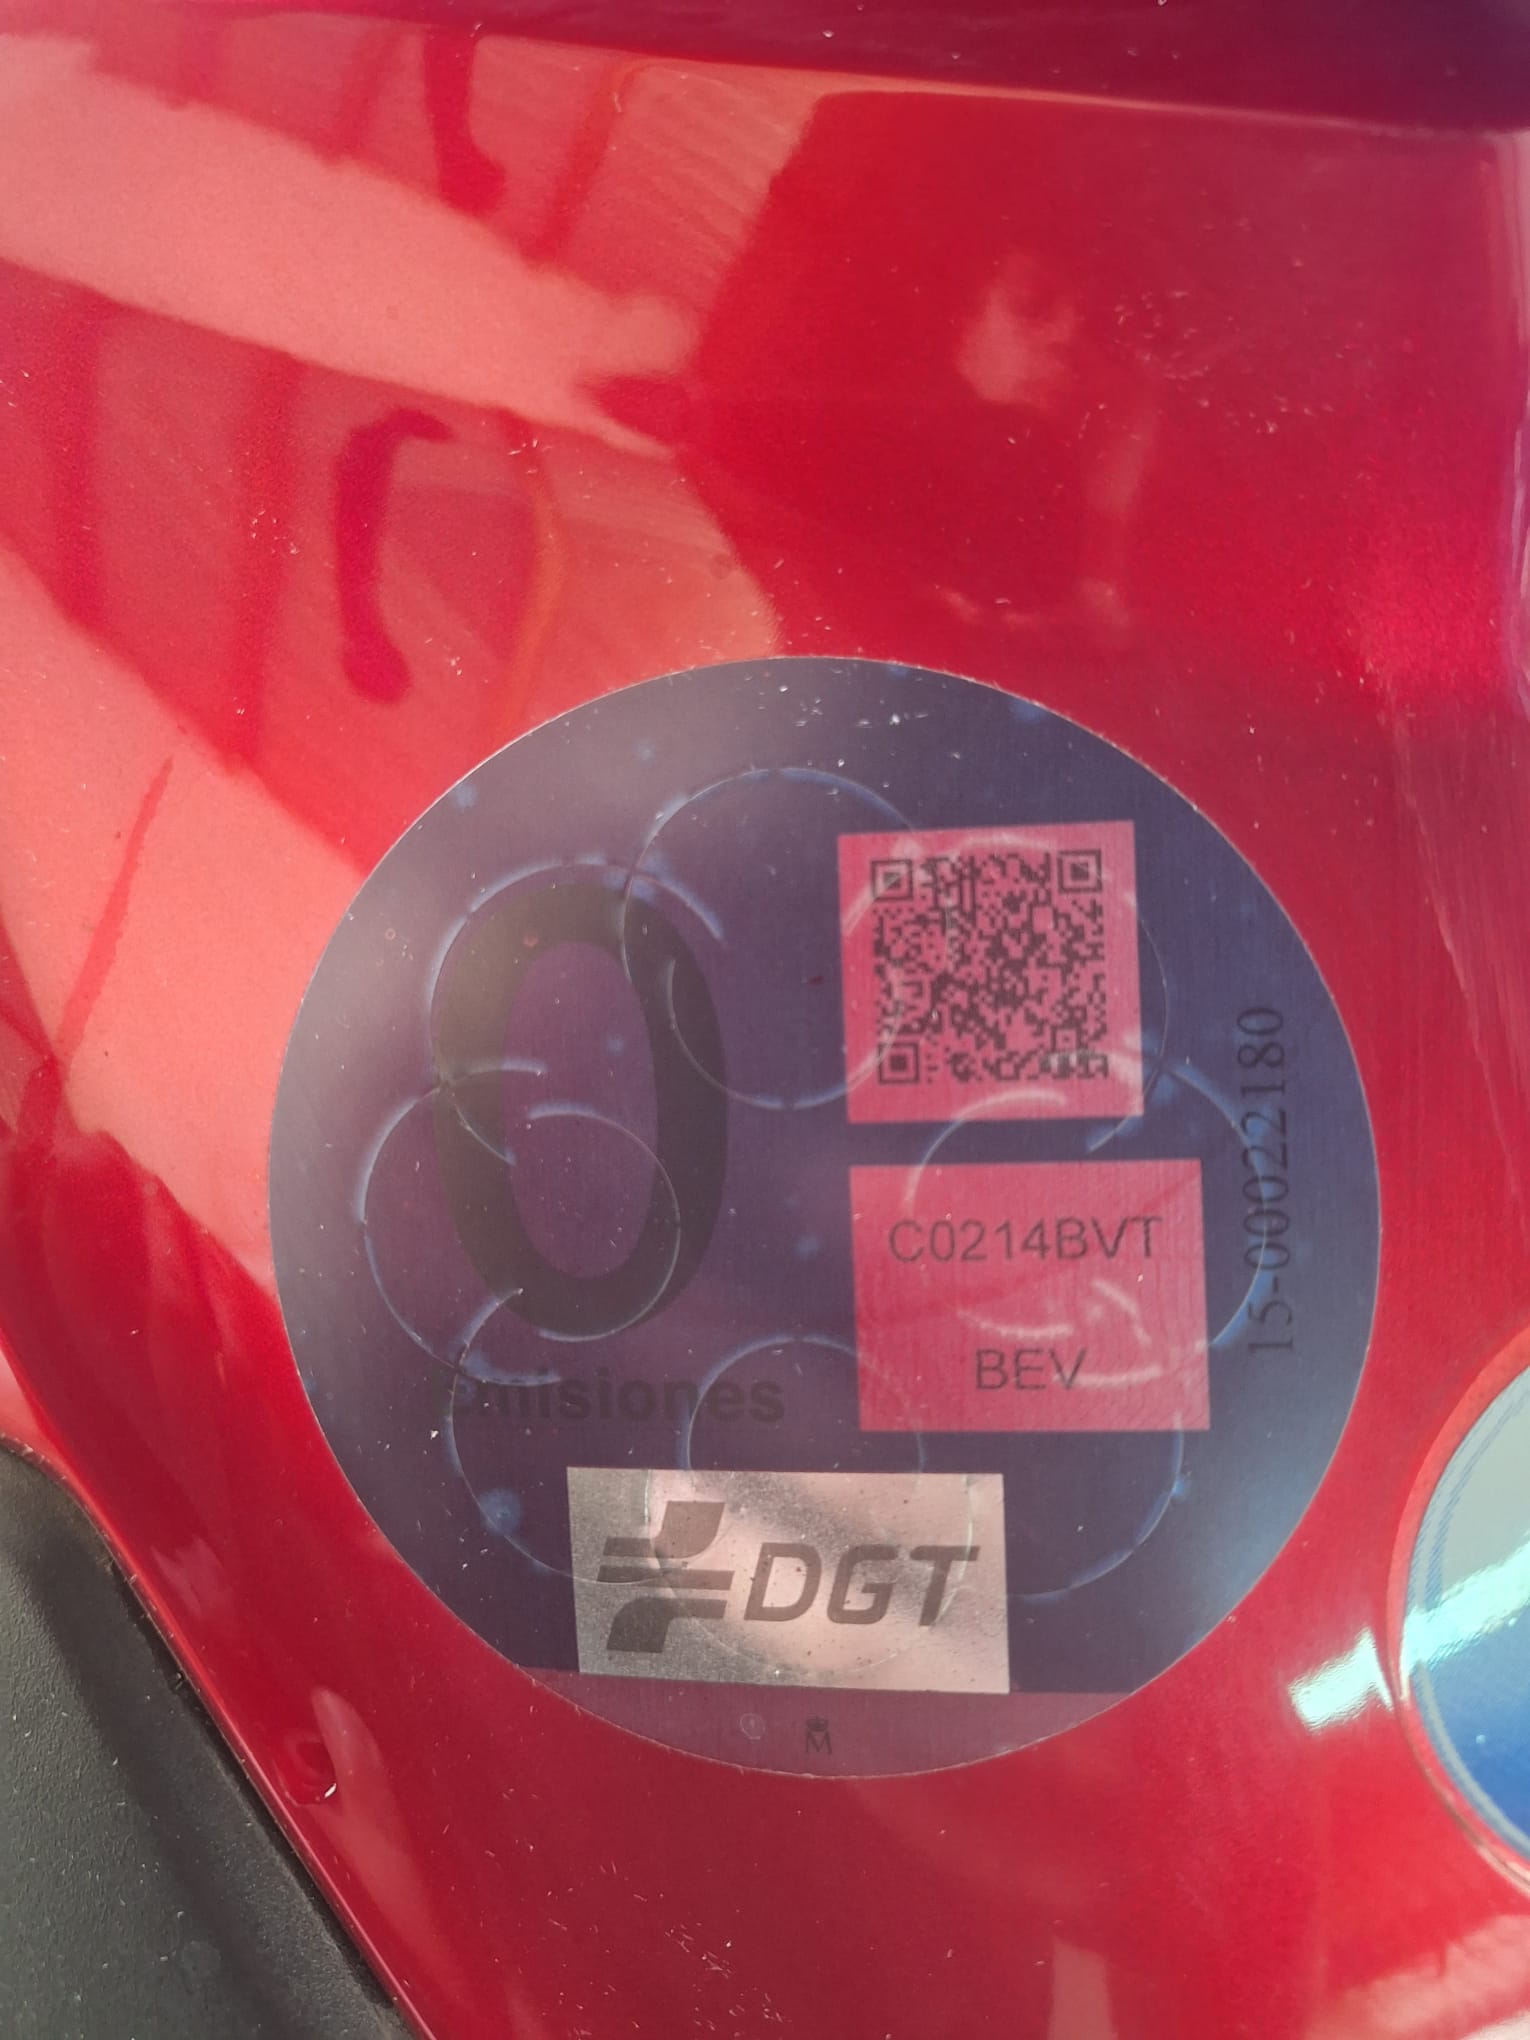 0
emisiones
C0214BVT
BEV
15-00022180
DGT
M